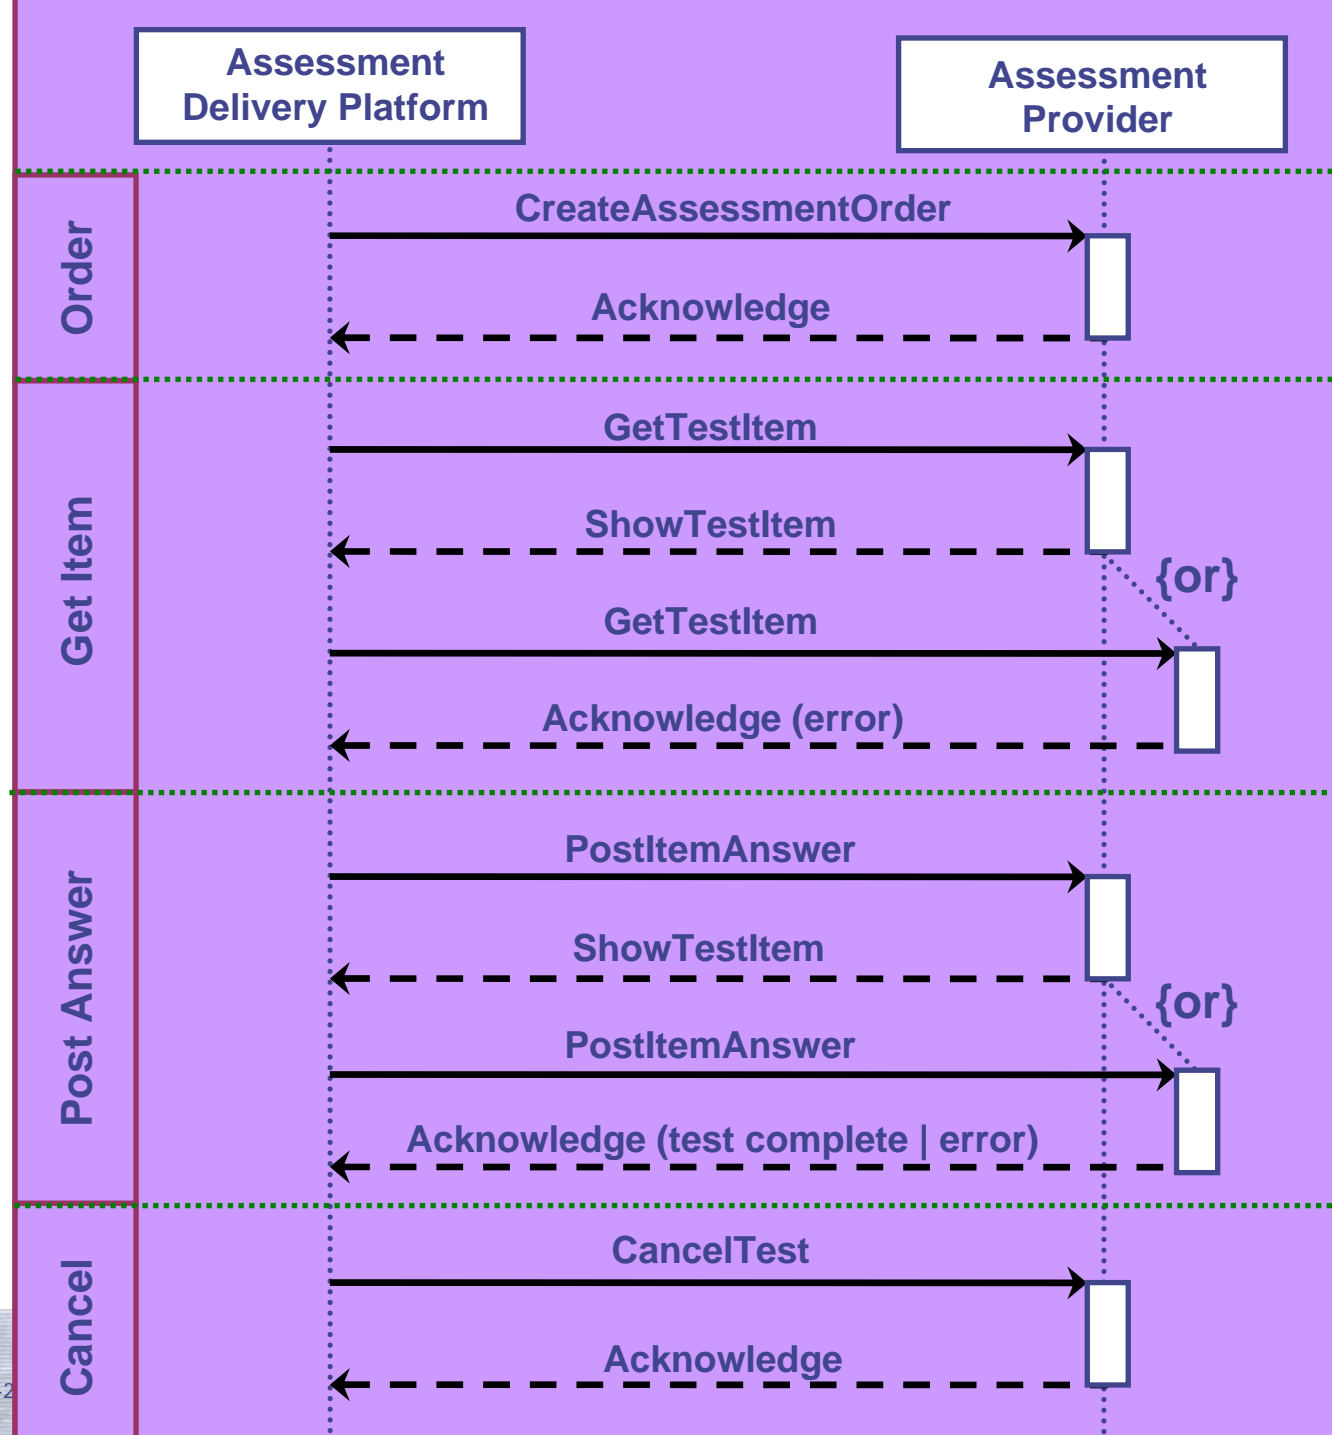 Assessment
Delivery Platform
Assessment
Provider
Order
CreateAssessmentOrder
Acknowledge
Get Item
GetTestItem
ShowTestItem
{or}
GetTestItem
Acknowledge (error)
Post Answer
PostItemAnswer
ShowTestItem
{or}
PostItemAnswer
Acknowledge (test complete | error)
Cancel
CancelTest
Acknowledge